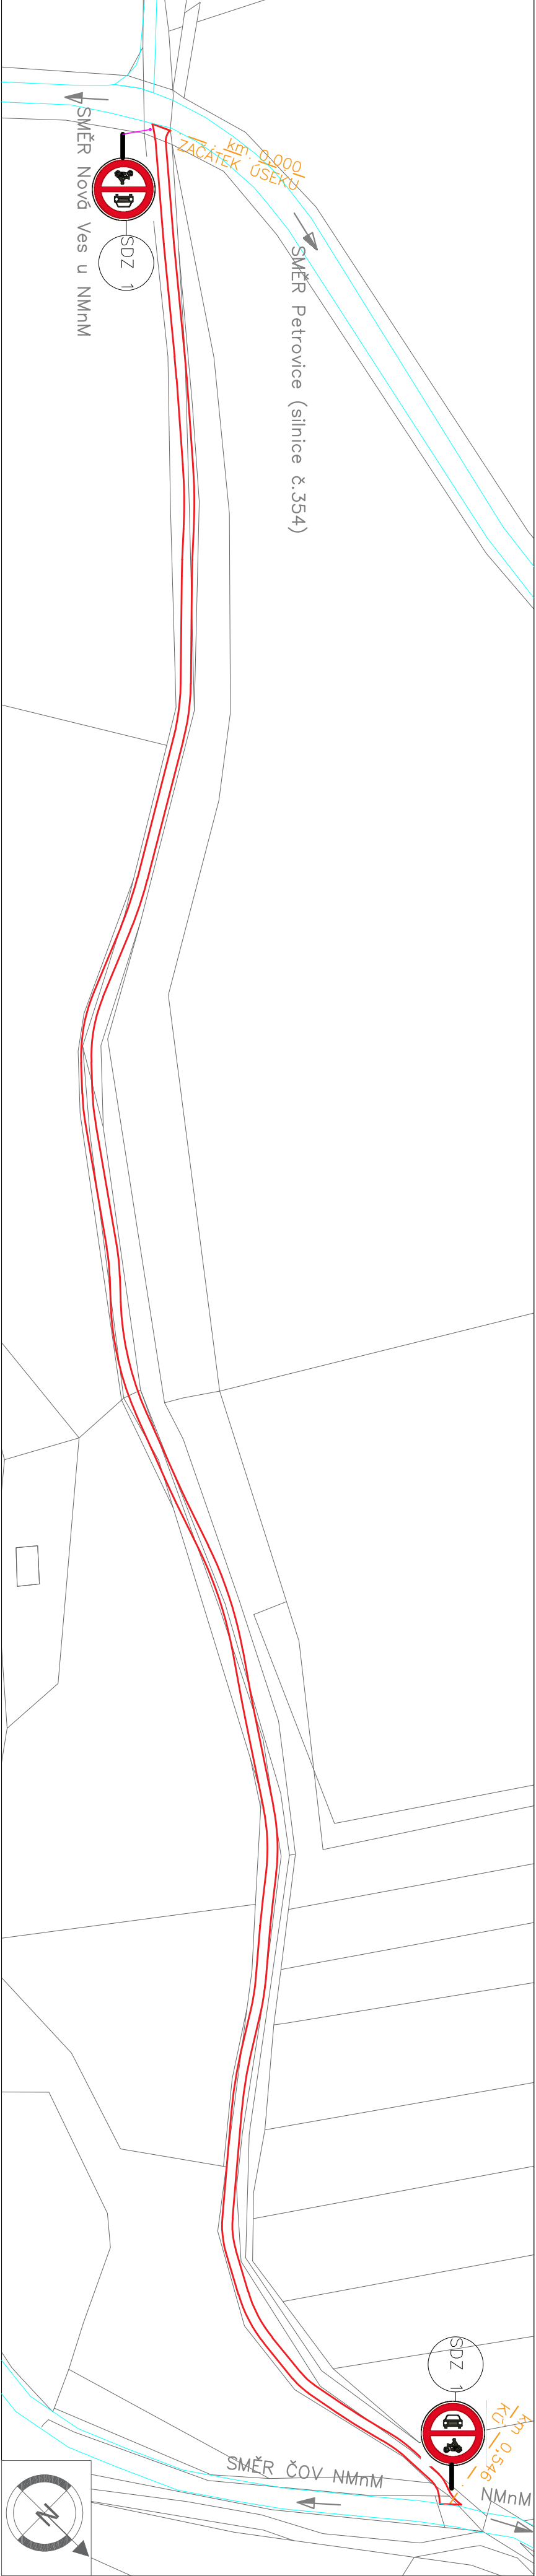 km 0,000
ZAČÁTEK ÚSEKU
SMĚR Nová Ves u NMnM
SDZ 1
SMĚR Petrovice (silnice č.354)
SDZ 1
km 0,546
KÚ
SMĚR ČOV NMnM
NMnM
N